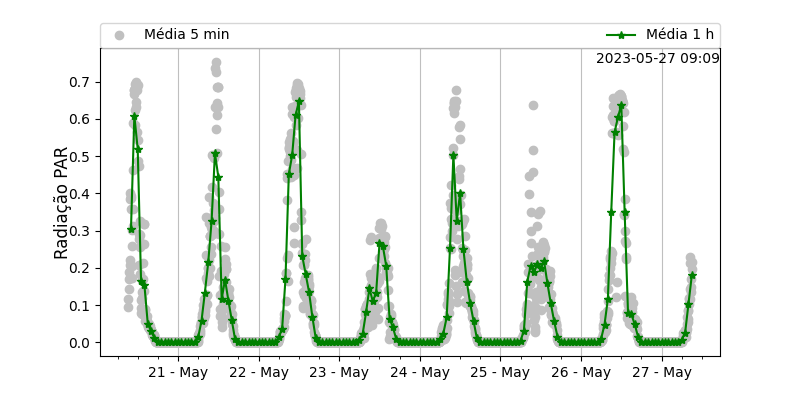 Média 5 min
Média 1 h
2023-05-27 09:09
Radiação PAR
0.7
0.6
0.5
0.4
0.3
0.2
0.1
0.0
21 - May
22 - May
23 - May
24 - May
25 - May
26 - May
27 - May